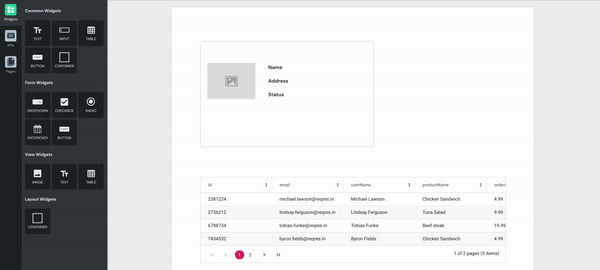 Widgets
APIs
Pages
Common Widgets
TEXT INPUT TABLE
BUTTON CONTAINER
Form Widgets
DROPDOWN CHECKBOX RADIO
DATEPICKER BUTTON
View Widgets
IMAGE TEXT TABLE
Layout Widgets
CONTAINER
Name
Address
Status
id email userName productName orderA
2381224 michael.lawson@reqres.in Michael Lawson Chicken Sandwich 4.99
2736212 lindsay.ferguson@reqres.in Lindsay Ferguson Tuna Salad 9.99
6788734 tobias.funke@reqres.in Tobias Funke Beef steak 19.99
7434532 byron.fields@reqres.in Byron Fields Chicken Sandwich 4.99
1 2 1 of 2 pages (5 items)